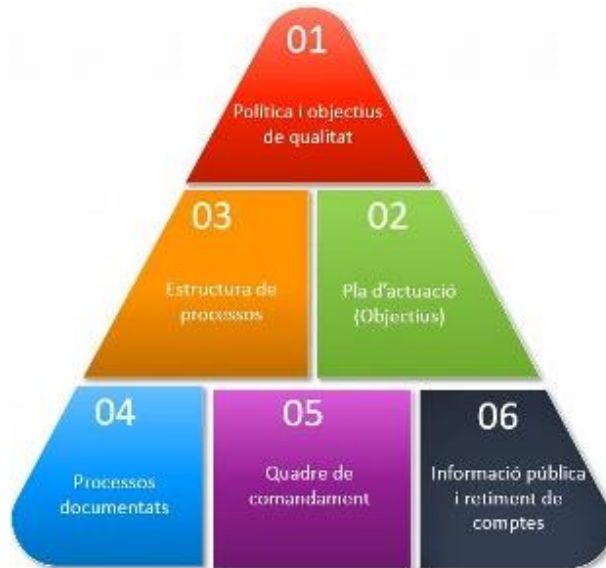 01
Política i objectius
de qualitat
03
Estructura de
processos
02
Pla d'actuació
(Objectius)
04
Processos
documentats
05
Quadre de
comandament
06
Informació pública
i retiment de
comptes